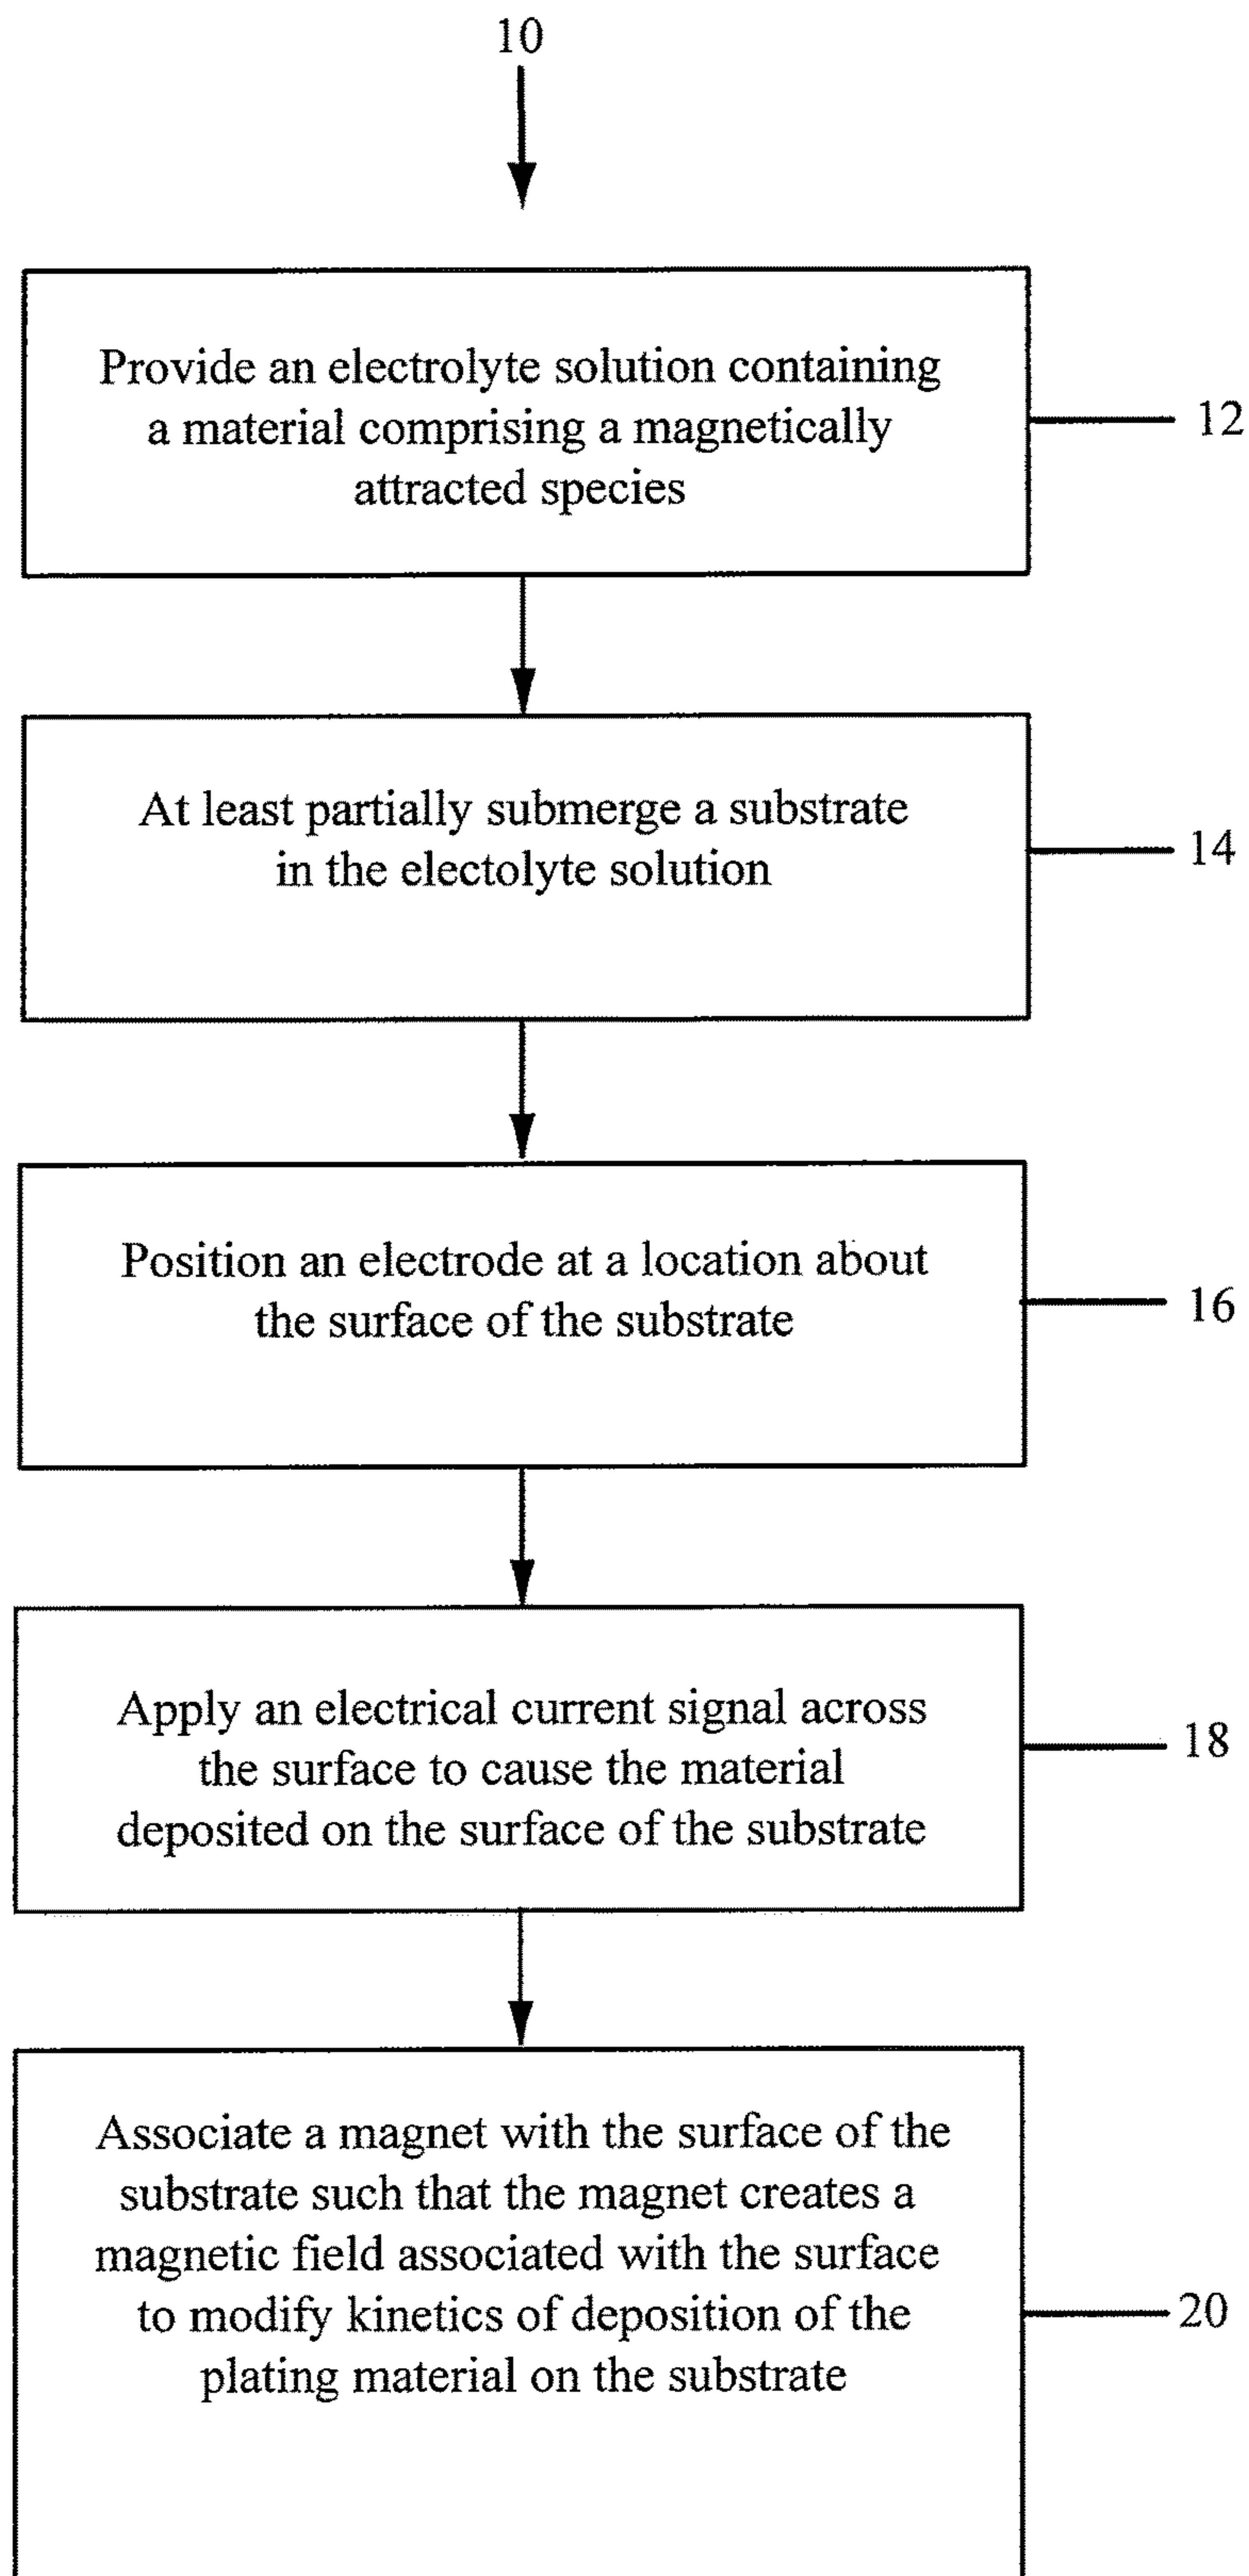 10
Provide an electrolyte solution containing
a material comprising a magnetically
attracted species
12
At least partially submerge a substrate
in the electolyte solution
14
Position an electrode at a location about
the surface of the substrate
16
Apply an electrical current signal across
the surface to cause the material
deposited on the surface of the substrate
18
Associate a magnet with the surface of the
substrate such that the magnet creates a
magnetic field associated with the surface
to modify kinetics of deposition of the
plating material on the substrate
20